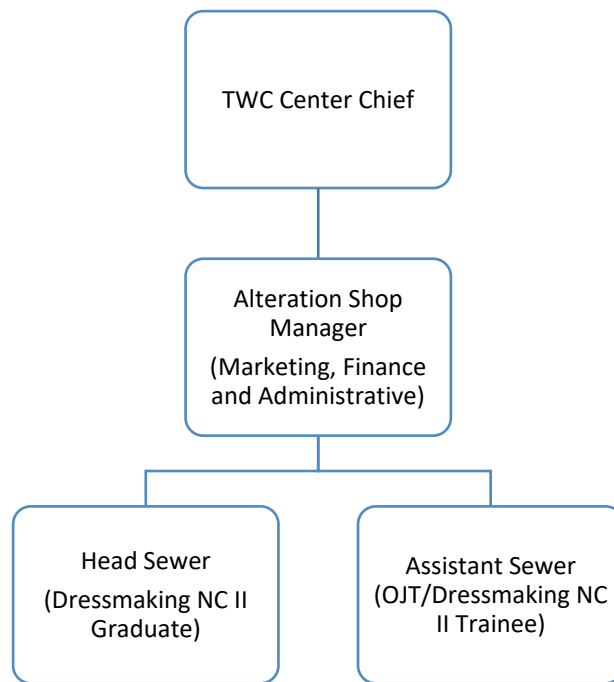 TWC Center Chief
Alteration Shop
Manager
(Marketing, Finance
and Administrative)
Head Sewer
(Dressmaking NC II
Graduate)
Assistant Sewer
(OJT/Dressmaking NC
II Trainee)